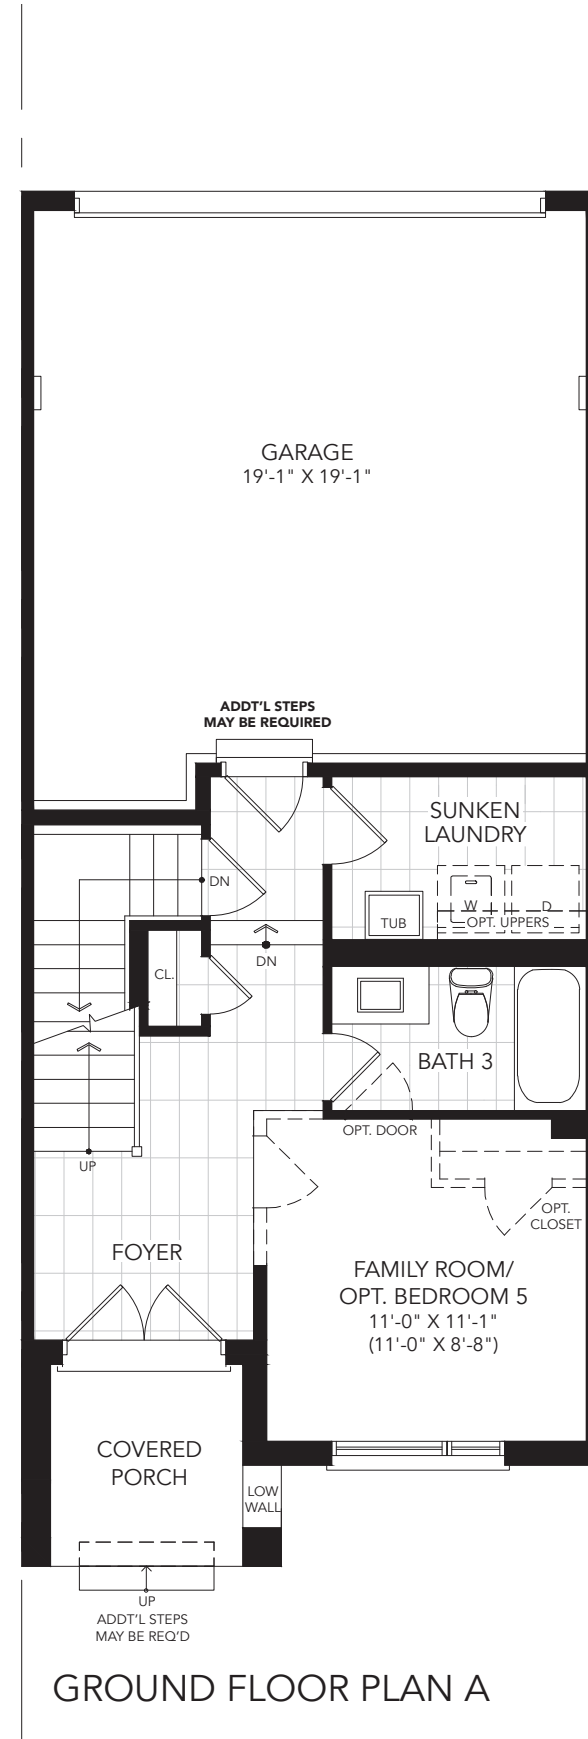 GARAGE
19'-1" X 19'-1"
ADDT'L STEPS
MAY BE REQUIRED
SUNKEN
LAUNDRY
DN
W
D
TUB
OPT. UPPERS
DN
CL.
BATH 3
OPT. DOOR
UP
OPT.
CLOSET
FOYER
FAMILY ROOM/
OPT. BEDROOM 5
11'-0" X 11'-1"
(11'-0" X 8'-8")
COVERED
PORCH
LOW
WALL
UP
ADDT'L STEPS
MAY BE REQ'D
GROUND FLOOR PLAN A